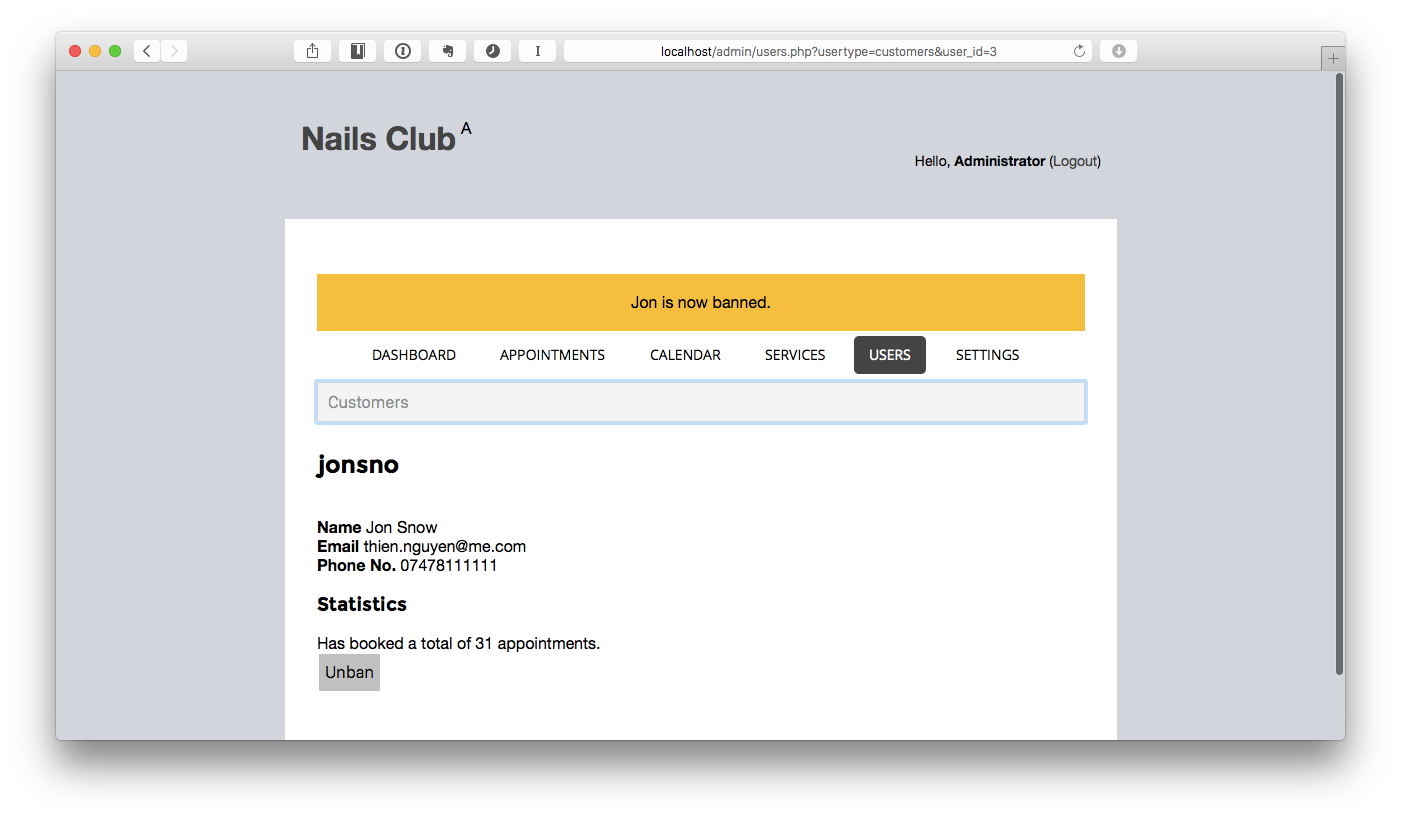 localhost/admin/users.php?usertype=customers&user_id=3
Nails Club A
Hello, Administrator (Logout)
Jon is now banned.
DASHBOARD APPOINTMENTS CALENDAR SERVICES USERS SETTINGS
Customers
jonsno
Name Jon Snow
Email thien.nguyen@me.com
Phone No. 07478111111
Statistics
Has booked a total of 31 appointments.
Unban